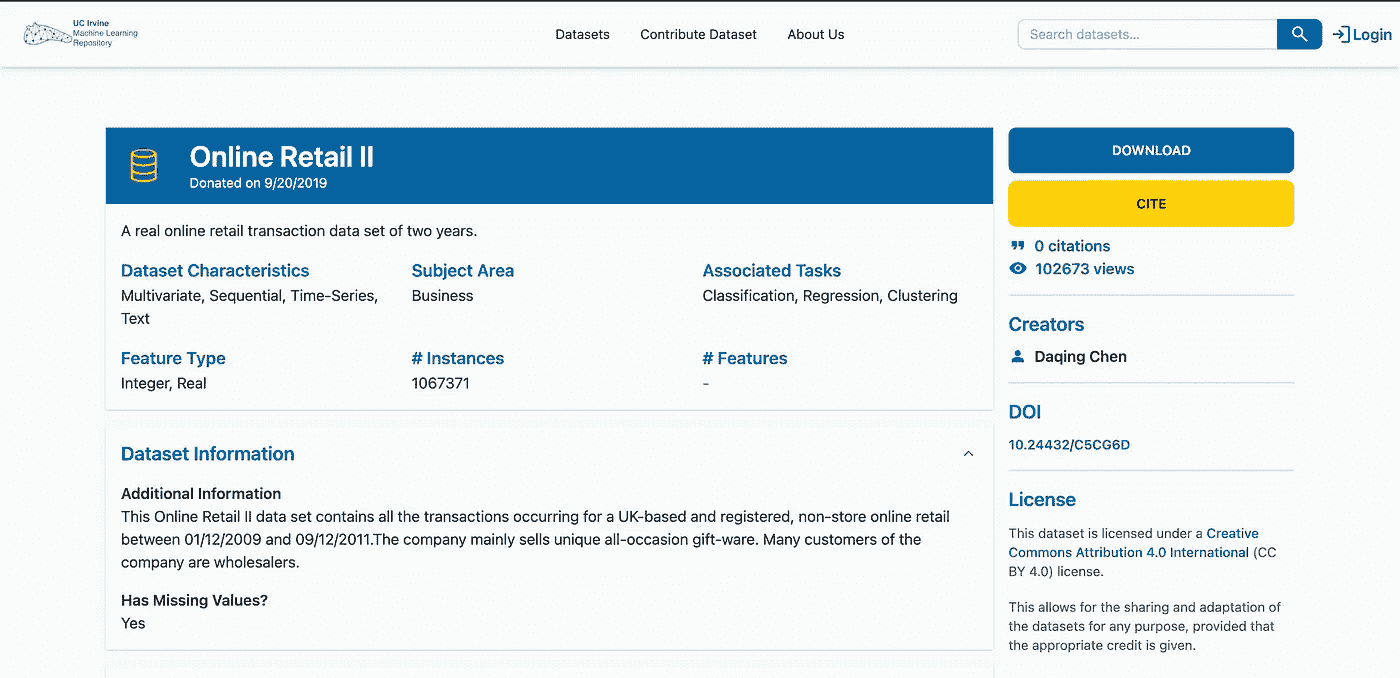 UC Irvine
Machine Learning
Repository
Datasets
Contribute Dataset
About Us
Search datasets...
Login
Online Retail II
Donated on 9/20/2019
A real online retail transaction data set of two years.
Dataset Characteristics
Multivariate, Sequential, Time-Series,
Text
Subject Area
Business
Associated Tasks
Classification, Regression, Clustering
Feature Type
Integer, Real
# Instances
1067371
# Features
-
Dataset Information
Additional Information
This Online Retail II data set contains all the transactions occurring for a UK-based and registered, non-store online retail
between 01/12/2009 and 09/12/2011.The company mainly sells unique all-occasion gift-ware. Many customers of the
company are wholesalers.
Has Missing Values?
Yes
DOWNLOAD
CITE
0 citations
102673 views
Creators
Daqing Chen
DOI
10.24432/C5CG6D
License
This dataset is licensed under a Creative
Commons Attribution 4.0 International (CC
BY 4.0) license.
This allows for the sharing and adaptation of
the datasets for any purpose, provided that
the appropriate credit is given.